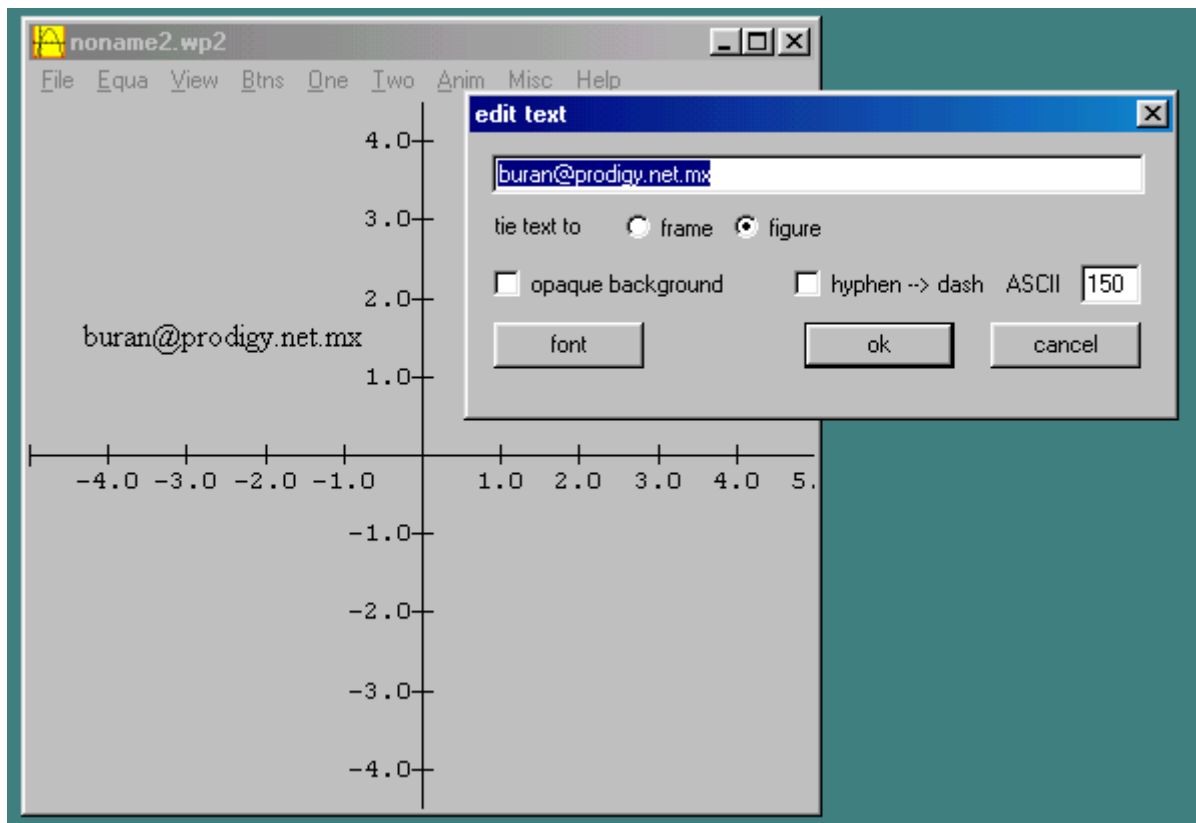 noname2.wp2
File Equa View Btns One Two Anim Misc Help
edit text
buran@prodigy.net.mx
tie text to frame figure
opaque background hyphen --> dash ASCII 150
font ok cancel
4.0
3.0
2.0
buran@prodigy.net.mx
1.0
-4.0 -3.0 -2.0 -1.0 1.0 2.0 3.0 4.0 5.
-1.0
-2.0
-3.0
-4.0